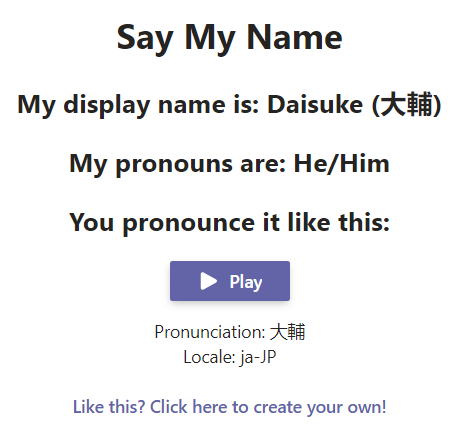 Say My Name
My display name is: Daisuke (大輔)
My pronouns are: He/Him
You pronounce it like this:
Play
Pronunciation: 大輔
Locale: ja-JP
Like this? Click here to create your own!